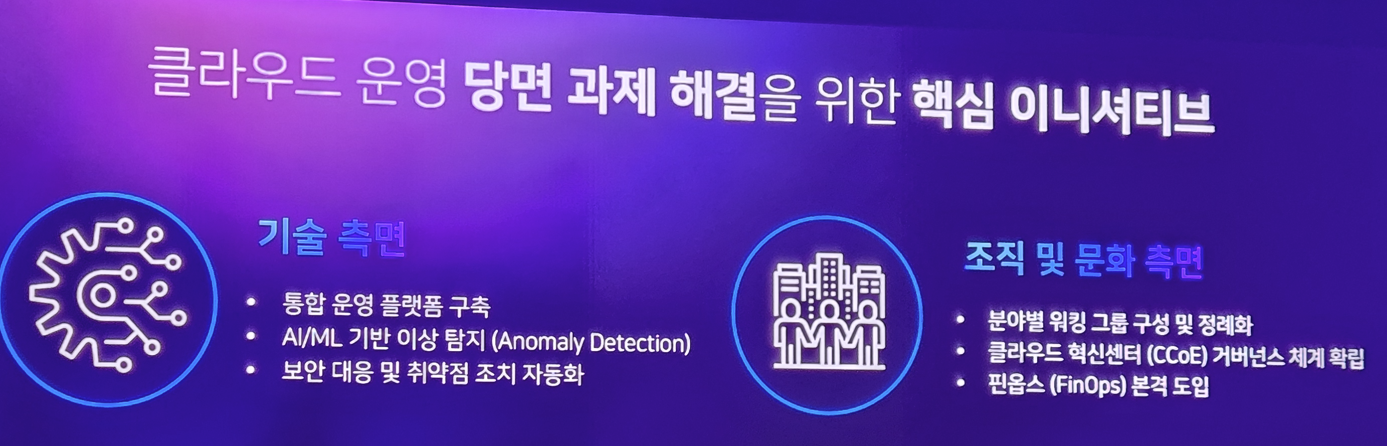 클라우드 운영 당면 과제 해결을 위한 핵심 이니셔티브
기술 측면
• 통합 운영 플랫폼 구축
• AI/ML 기반 이상 탐지 (Anomaly Detection)
• 보안 대응 및 취약점 조치 자동화
조직 및 문화 측면
• 분야별 워킹 그룹 구성 및 정례화
• 클라우드 혁신센터 (CCoE) 거버넌스 체계 확립
• 핀옵스 (FinOps) 본격 도입